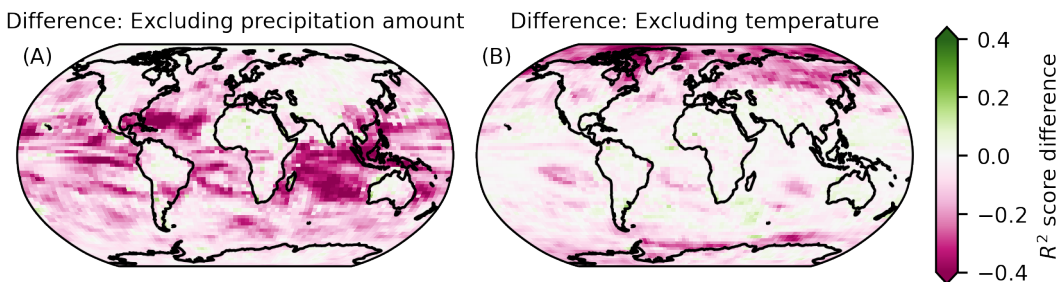 Difference: Excluding precipitation amount
Difference: Excluding temperature
(A)
(B)
0.4
0.2
0.0
−0.2
−0.4
R² score difference